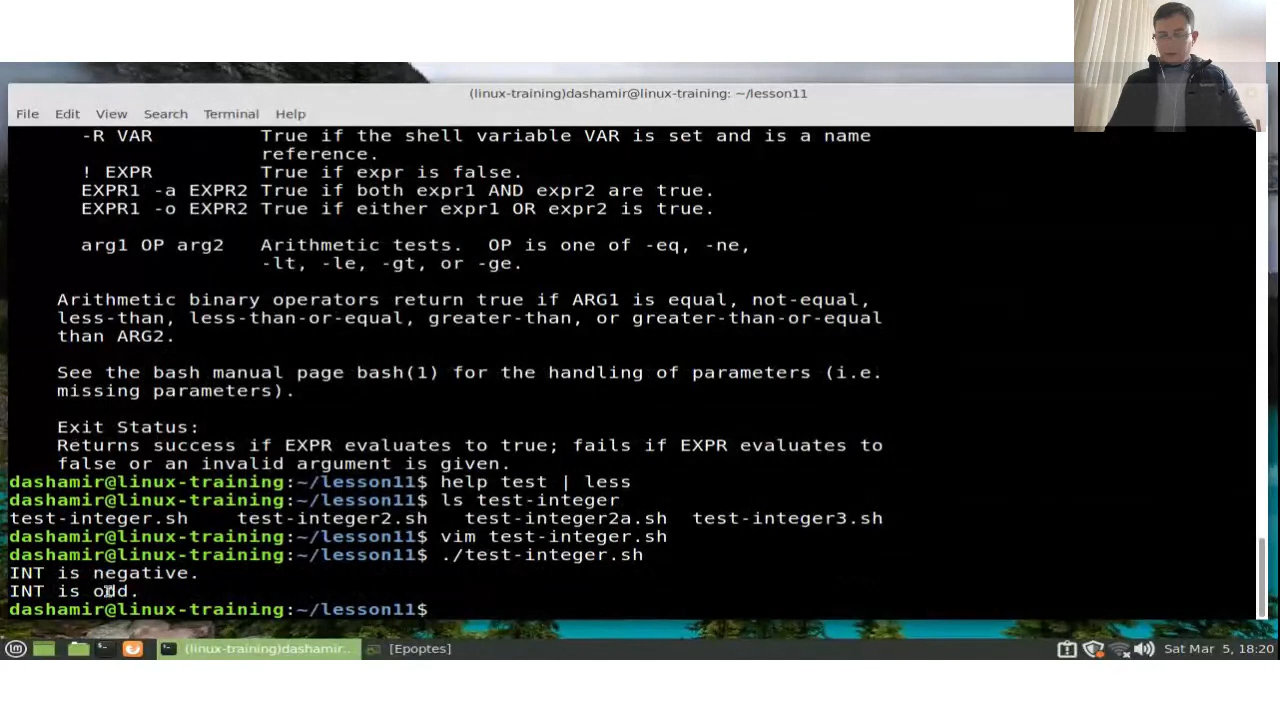 (linux-training)dashamir@linux-training: ~/lesson11
File Edit View Search Terminal Help
-R VAR True if the shell variable VAR is set and is a name
reference.
! EXPR True if expr is false.
EXPR1 -a EXPR2 True if both expr1 AND expr2 are true.
EXPR1 -o EXPR2 True if either expr1 OR expr2 is true.
arg1 OP arg2 Arithmetic tests. OP is one of -eq, -ne,
-lt, -le, -gt, or -ge.
Arithmetic binary operators return true if ARG1 is equal, not-equal,
less-than, less-than-or-equal, greater-than, or greater-than-or-equal
than ARG2.
See the bash manual page bash(1) for the handling of parameters (i.e.
missing parameters).
Exit Status:
Returns success if EXPR evaluates to true; fails if EXPR evaluates to
false or an invalid argument is given.
dashamir@linux-training:~/lesson11$ help test | less
dashamir@linux-training:~/lesson11$ ls test-integer
test-integer.sh test-integer2.sh test-integer2a.sh test-integer3.sh
dashamir@linux-training:~/lesson11$ vim test-integer.sh
dashamir@linux-training:~/lesson11$ ./test-integer.sh
INT is negative.
INT is odd.
dashamir@linux-training:~/lesson11$
(linux-training)dashamir... [Epoptes] Sat Mar 5, 18:20